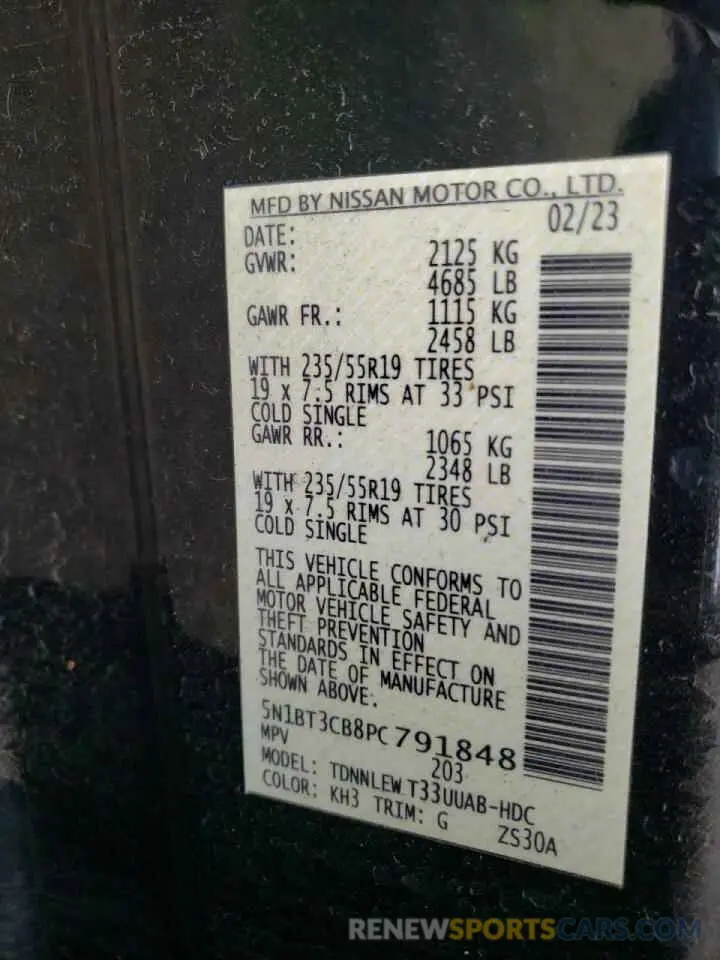 MFD BY NISSAN MOTOR CO., LTD.
DATE: 02/23
GVWR: 2125 KG
4685 LB
GAWR FR.: 1115 KG
2458 LB
WITH 235/55R19 TIRES
19 x 7.5 RIMS AT 33 PSI
COLD SINGLE
GAWR RR.: 1065 KG
2348 LB
WITH 235/55R19 TIRES
19 x 7.5 RIMS AT 30 PSI
COLD SINGLE
THIS VEHICLE CONFORMS TO
ALL APPLICABLE FEDERAL
MOTOR VEHICLE SAFETY AND
THEFT PREVENTION
STANDARDS IN EFFECT ON
THE DATE OF MANUFACTURE
SHOWN ABOVE.
5N1BT3CB8PC791848
MPV 203
MODEL: TDNNLEW T33UUAB-HDC
COLOR: KH3 TRIM: G ZS30A
RENEWSPORTSCARS.COM